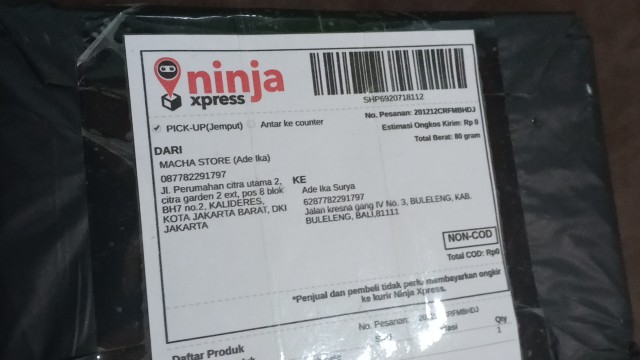 ninja
xpress
SHP6920718112
✔ PICK-UP(Jemput) Antar ke counter
No. Pesanan: 201212CRFMBHDJ
Estimasi Ongkos Kirim: Rp 0
Total Berat: 80 gram
DARI
MACHA STORE (Ade Ika)
087782291797
Jl. Perumahan citra utama 2,
citra garden 2 ext, pos 8 blok
BH7 no.2, KALIDERES,
KOTA JAKARTA BARAT, DKI
JAKARTA
KE
Ade Ika Surya
6287782291797
Jalan kresna gang IV No. 3, BULELENG, KAB.
BULELENG, BALI,81111
NON-COD
Total COD: Rp0
*Penjual dan pembeli tidak perlu membayarkan ongkir
ke kurir Ninja Xpress.
No. Pesanan:
Daftar Produk
Qty
1